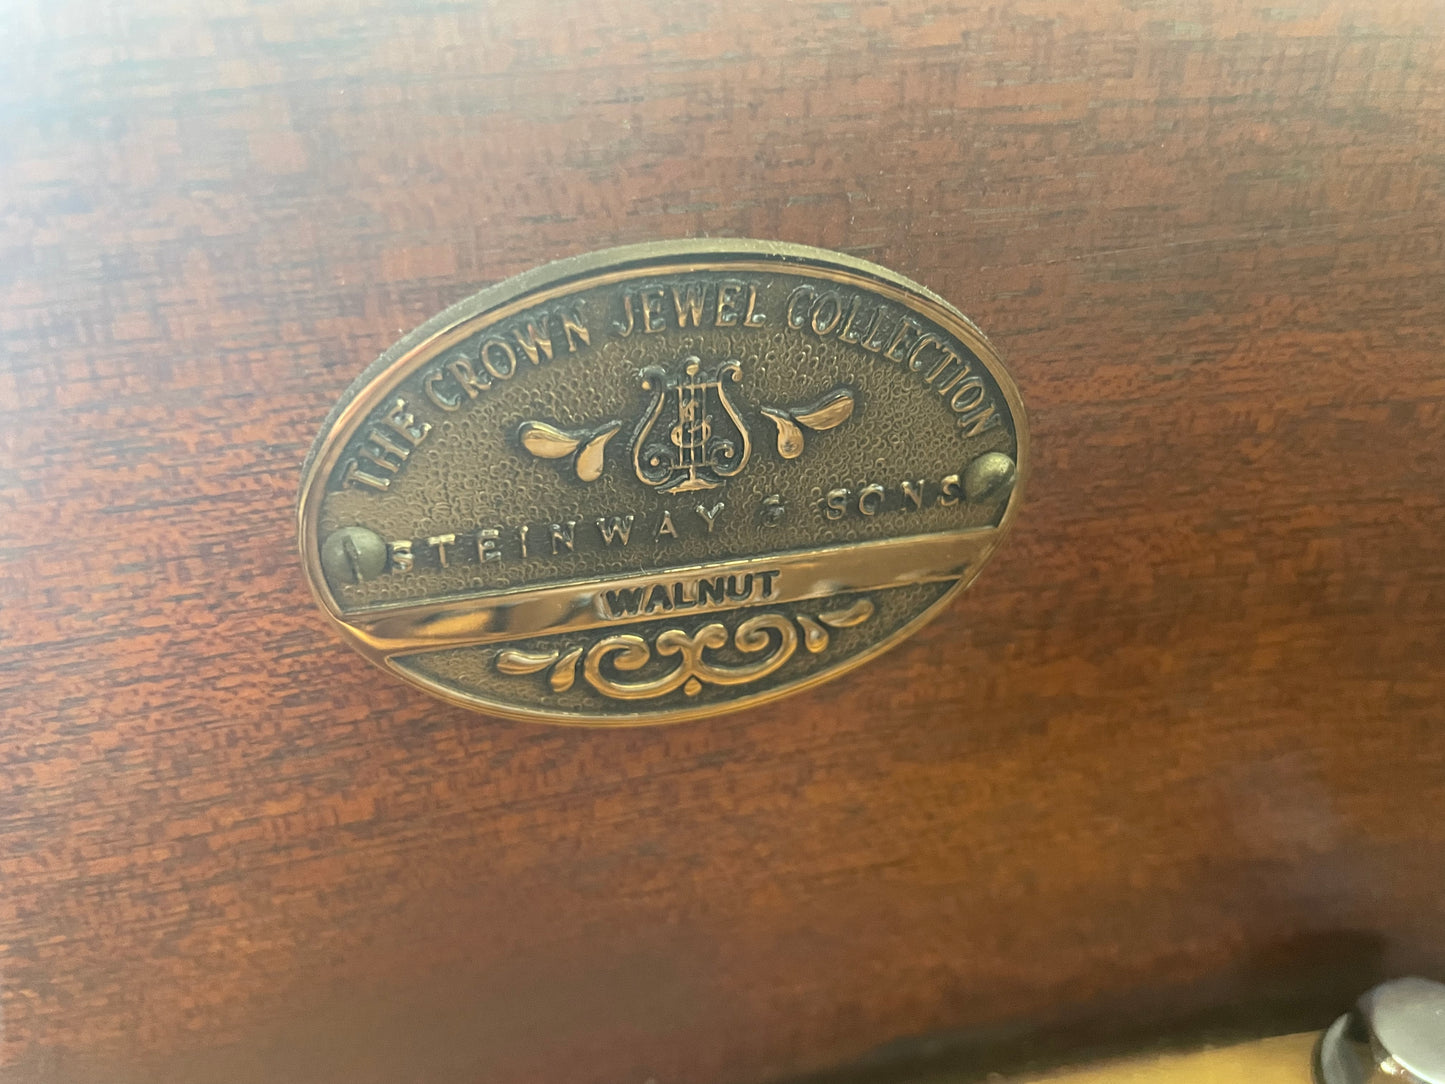 THE CROWN JEWEL COLLECTION
STEINWAY & SONS
WALNUT